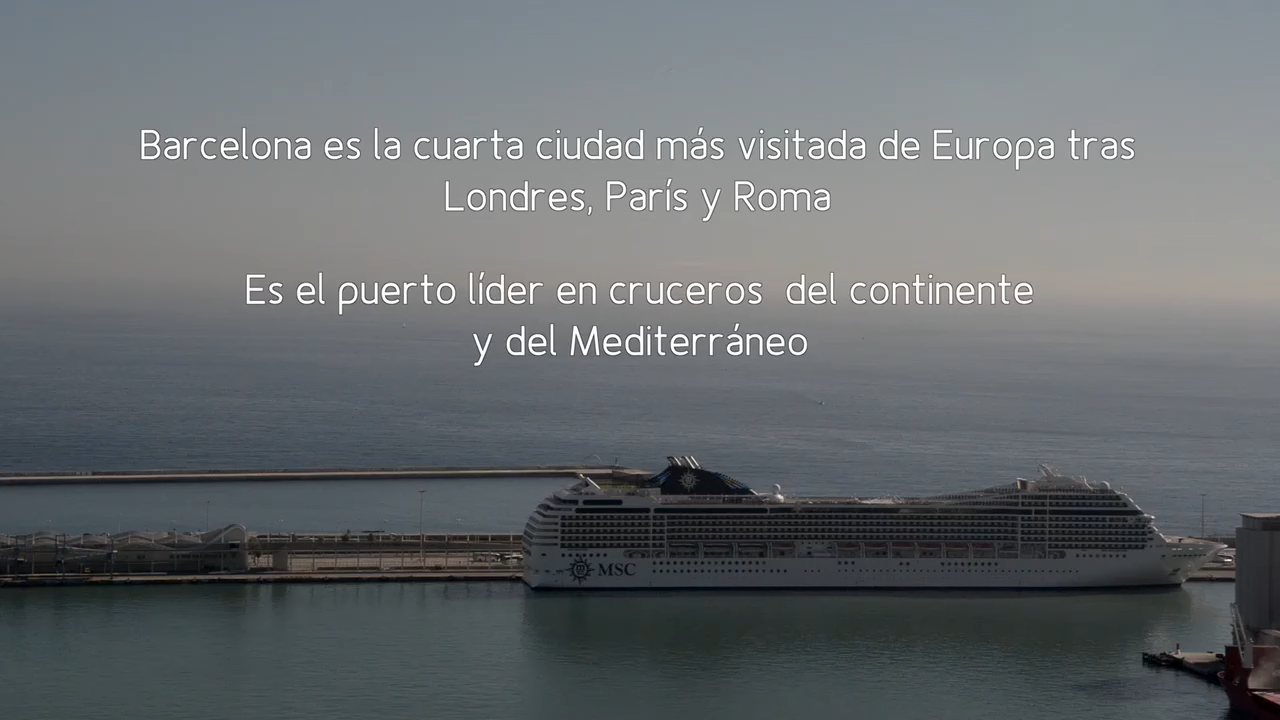 Barcelona es la cuarta ciudad más visitada de Europa tras
Londres, París y Roma
Es el puerto líder en cruceros  del continente
y del Mediterráneo
MSC